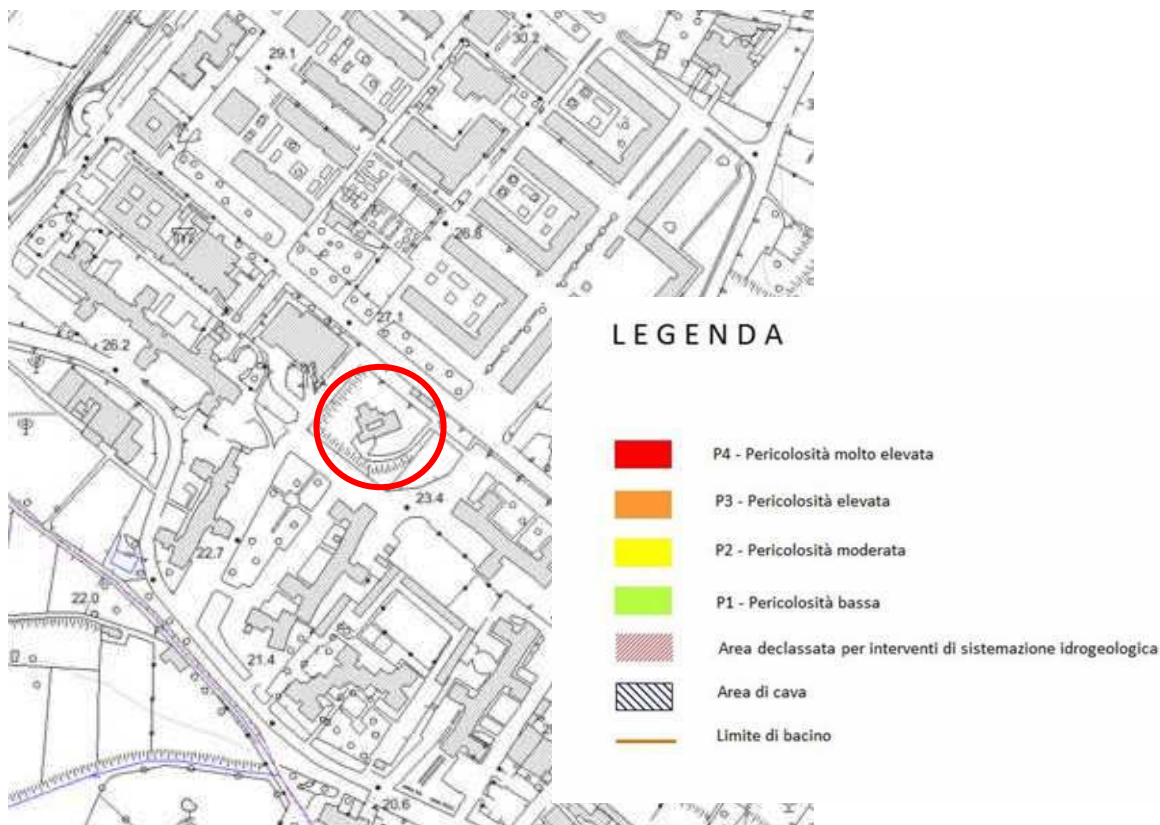 30.2
29.1
26.8
27.1
26.2
23.4
22.7
22.0
21.4
20.6
L E G E N D A
P4 - Pericolosità molto elevata
P3 - Pericolosità elevata
P2 - Pericolosità moderata
P1 - Pericolosità bassa
Area declassata per interventi di sistemazione idrogeologica
Area di cava
Limite di bacino